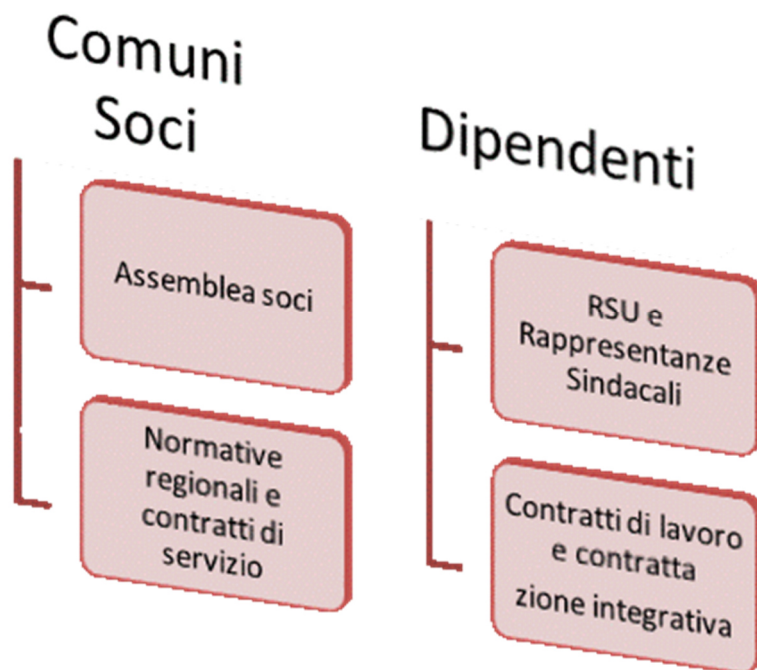 Comuni
Soci
Assemblea soci
Normative
regionali e
contratti di
servizio
Dipendenti
RSU e
Rappresentanze
Sindacali
Contratti di lavoro
e contratta
zione integrativa